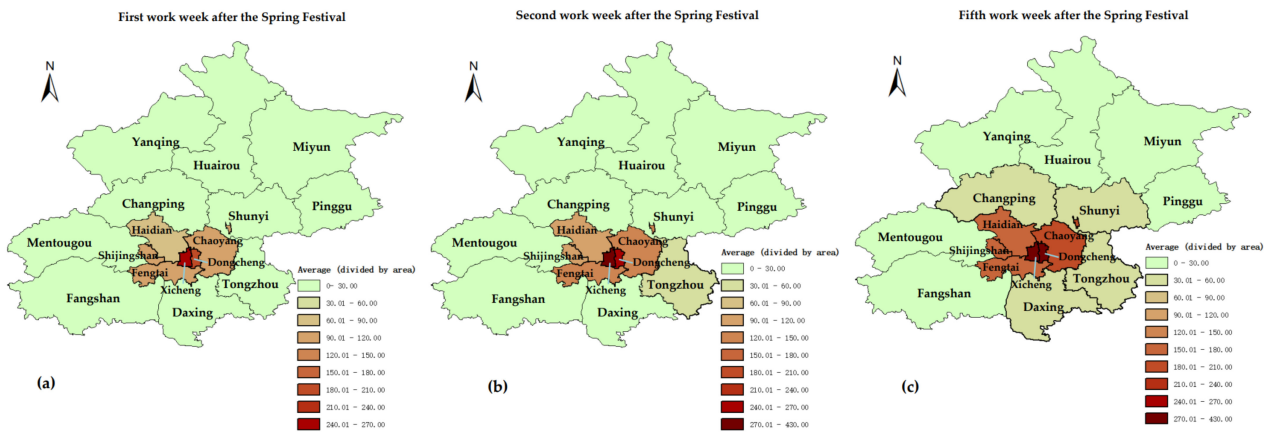 First work week after the Spring Festival
N
Yanqing
Miyun
Huairou
Changping
Pinggu
Shunyi
Haidian
Mentougou
Chaoyang
Shijingshan
Dongcheng
Fengtai
Xicheng
Tongzhou
Fangshan
Daxing
Average (divided by area)
0 - 30.00
30.01 - 60.00
60.01 - 90.00
90.01 - 120.00
120.01 - 150.00
150.01 - 180.00
180.01 - 210.00
210.01 - 240.00
240.01 - 270.00
(a)
Second work week after the Spring Festival
N
Yanqing
Miyun
Huairou
Changping
Pinggu
Shunyi
Haidian
Mentougou
Chaoyang
Shijingshan
Dongcheng
Fengtai
Xicheng
Tongzhou
Fangshan
Daxing
Average (divided by area)
0 - 30.00
30.01 - 60.00
60.01 - 90.00
90.01 - 120.00
120.01 - 150.00
150.01 - 180.00
180.01 - 210.00
210.01 - 240.00
240.01 - 270.00
270.01 - 430.00
(b)
Fifth work week after the Spring Festival
N
Yanqing
Miyun
Huairou
Changping
Pinggu
Shunyi
Haidian
Mentougou
Chaoyang
Shijingshan
Dongcheng
Fengtai
Xicheng
Tongzhou
Fangshan
Daxing
Average (divided by area)
0 - 30.00
30.01 - 60.00
60.01 - 90.00
90.01 - 120.00
120.01 - 150.00
150.01 - 180.00
180.01 - 210.00
210.01 - 240.00
240.01 - 270.00
270.01 - 430.00
(c)